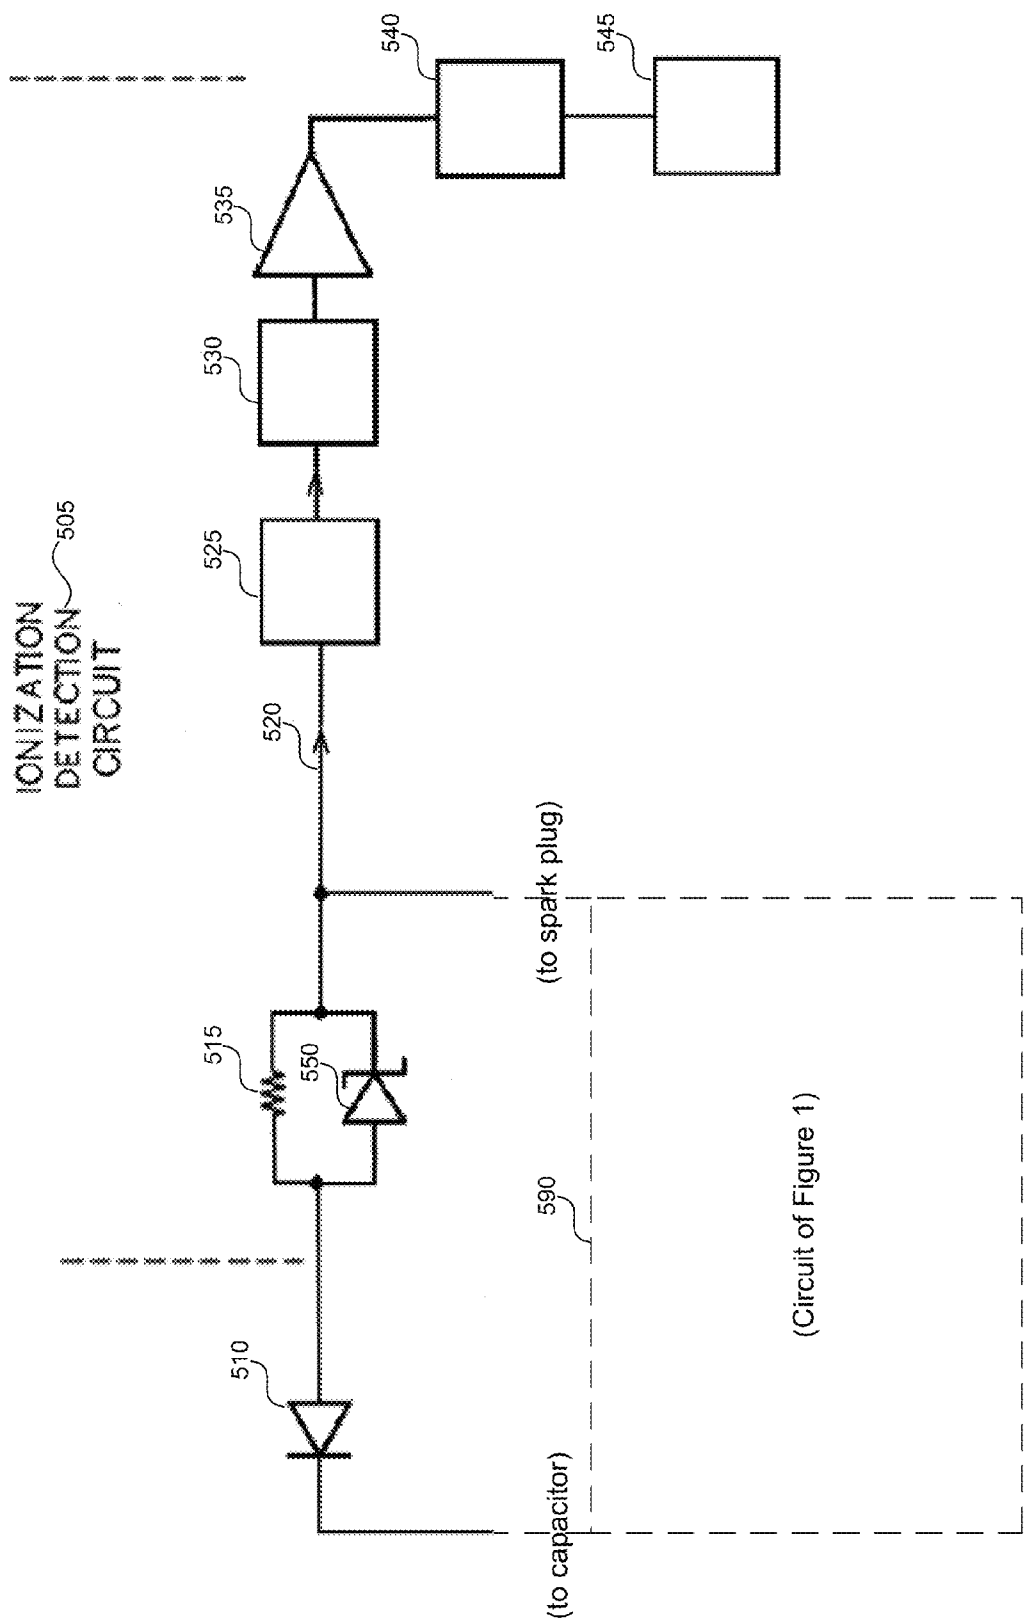 IONIZATION
DETECTION
CIRCUIT
505
510
515
550
520
525
530
535
540
545
(to capacitor)
590
(to spark plug)
(Circuit of Figure 1)